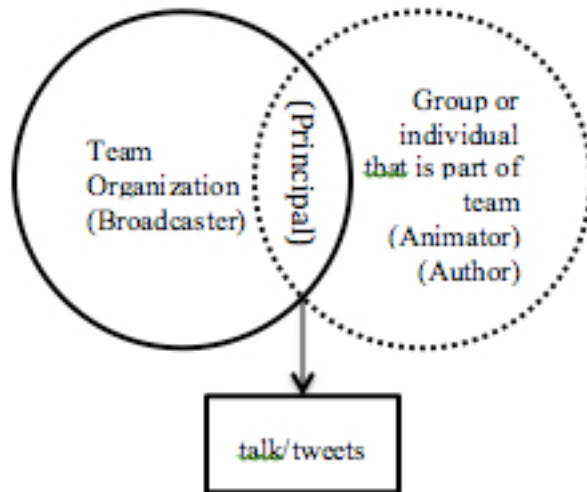 Team
Organization
(Broadcaster)
(Principal)
Group or
individual
that is part of
team
(Animator)
(Author)
talk/tweets